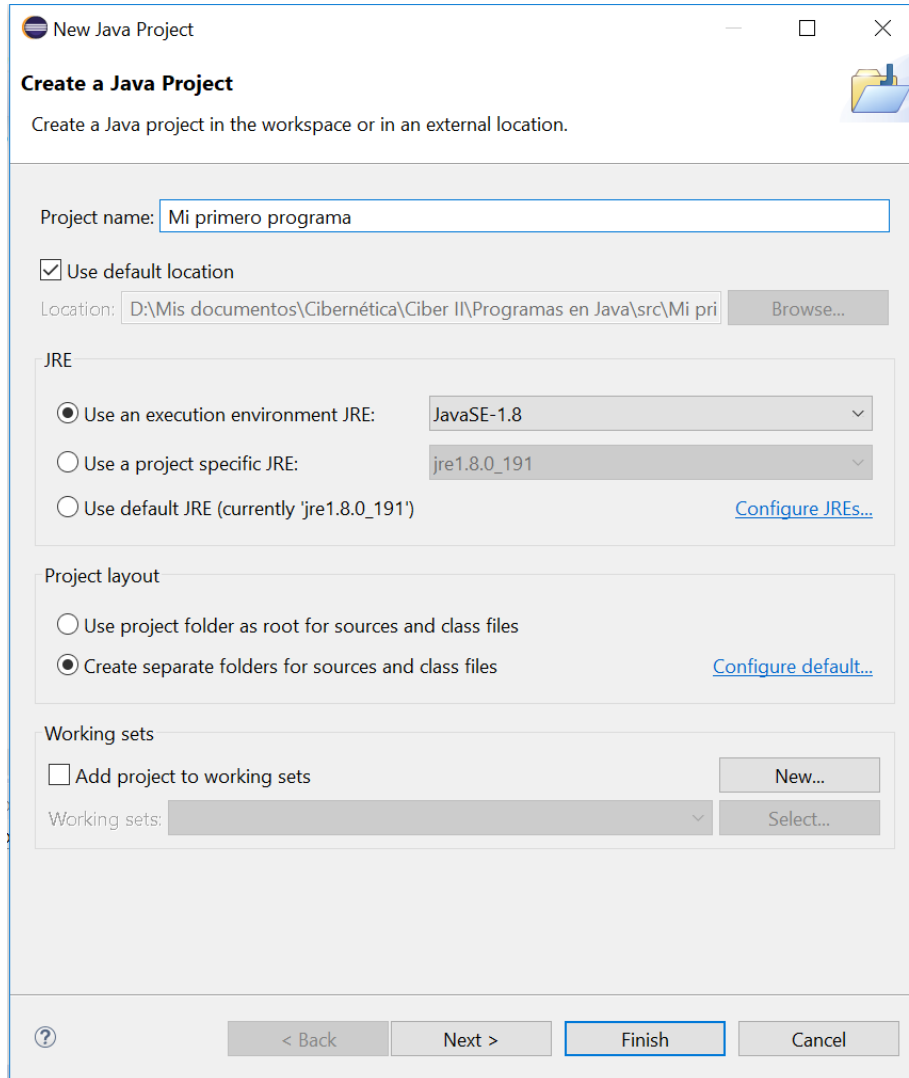 New Java Project
Create a Java Project
Create a Java project in the workspace or in an external location.
Project name: Mi primero programa
Use default location
Location: D:\Mis documentos\Cibernética\Ciber II\Programas en Java\src\Mi pri Browse...
JRE
Use an execution environment JRE: JavaSE-1.8
Use a project specific JRE: jre1.8.0_191
Use default JRE (currently 'jre1.8.0_191') Configure JREs...
Project layout
Use project folder as root for sources and class files
Create separate folders for sources and class files Configure default...
Working sets
Add project to working sets New...
Working sets: Select...
? < Back Next > Finish Cancel